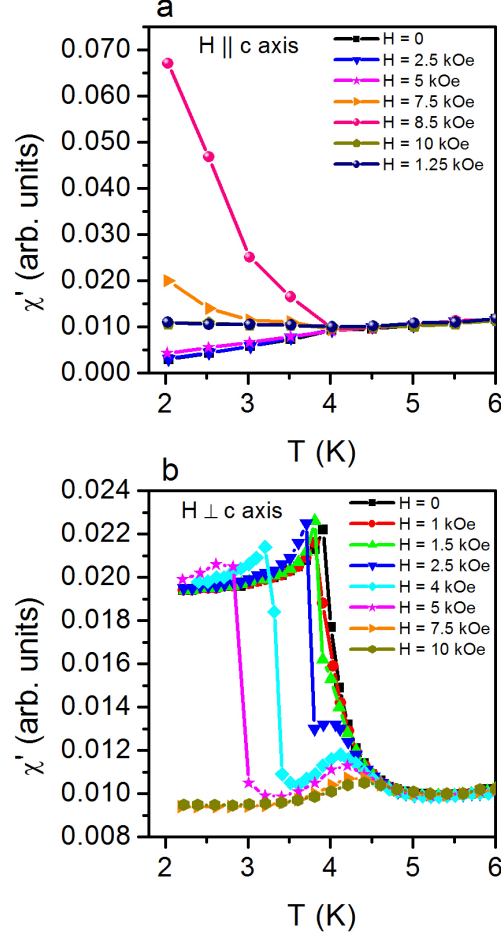 a
H || c axis
H = 0
H = 2.5 kOe
H = 5 kOe
H = 7.5 kOe
H = 8.5 kOe
H = 10 kOe
H = 1.25 kOe
χ' (arb. units)
0.070
0.060
0.050
0.040
0.030
0.020
0.010
0.000
2 3 4 5 6
T (K)
b
H ⊥ c axis
H = 0
H = 1 kOe
H = 1.5 kOe
H = 2.5 kOe
H = 4 kOe
H = 5 kOe
H = 7.5 kOe
H = 10 kOe
χ' (arb. units)
0.024
0.022
0.020
0.018
0.016
0.014
0.012
0.010
0.008
2 3 4 5 6
T (K)